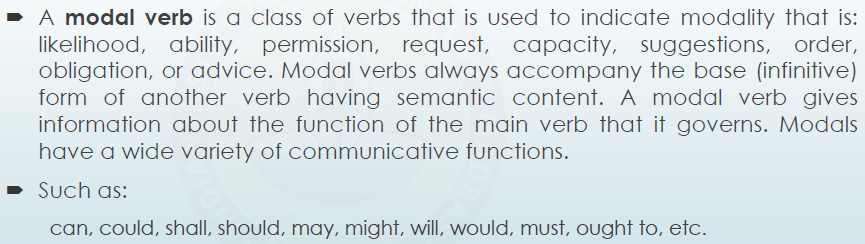 A modal verb is a class of verbs that is used to indicate modality that is:
likelihood, ability, permission, request, capacity, suggestions, order,
obligation, or advice. Modal verbs always accompany the base (infinitive)
form of another verb having semantic content. A modal verb gives
information about the function of the main verb that it governs. Modals
have a wide variety of communicative functions.
Such as:
can, could, shall, should, may, might, will, would, must, ought to, etc.